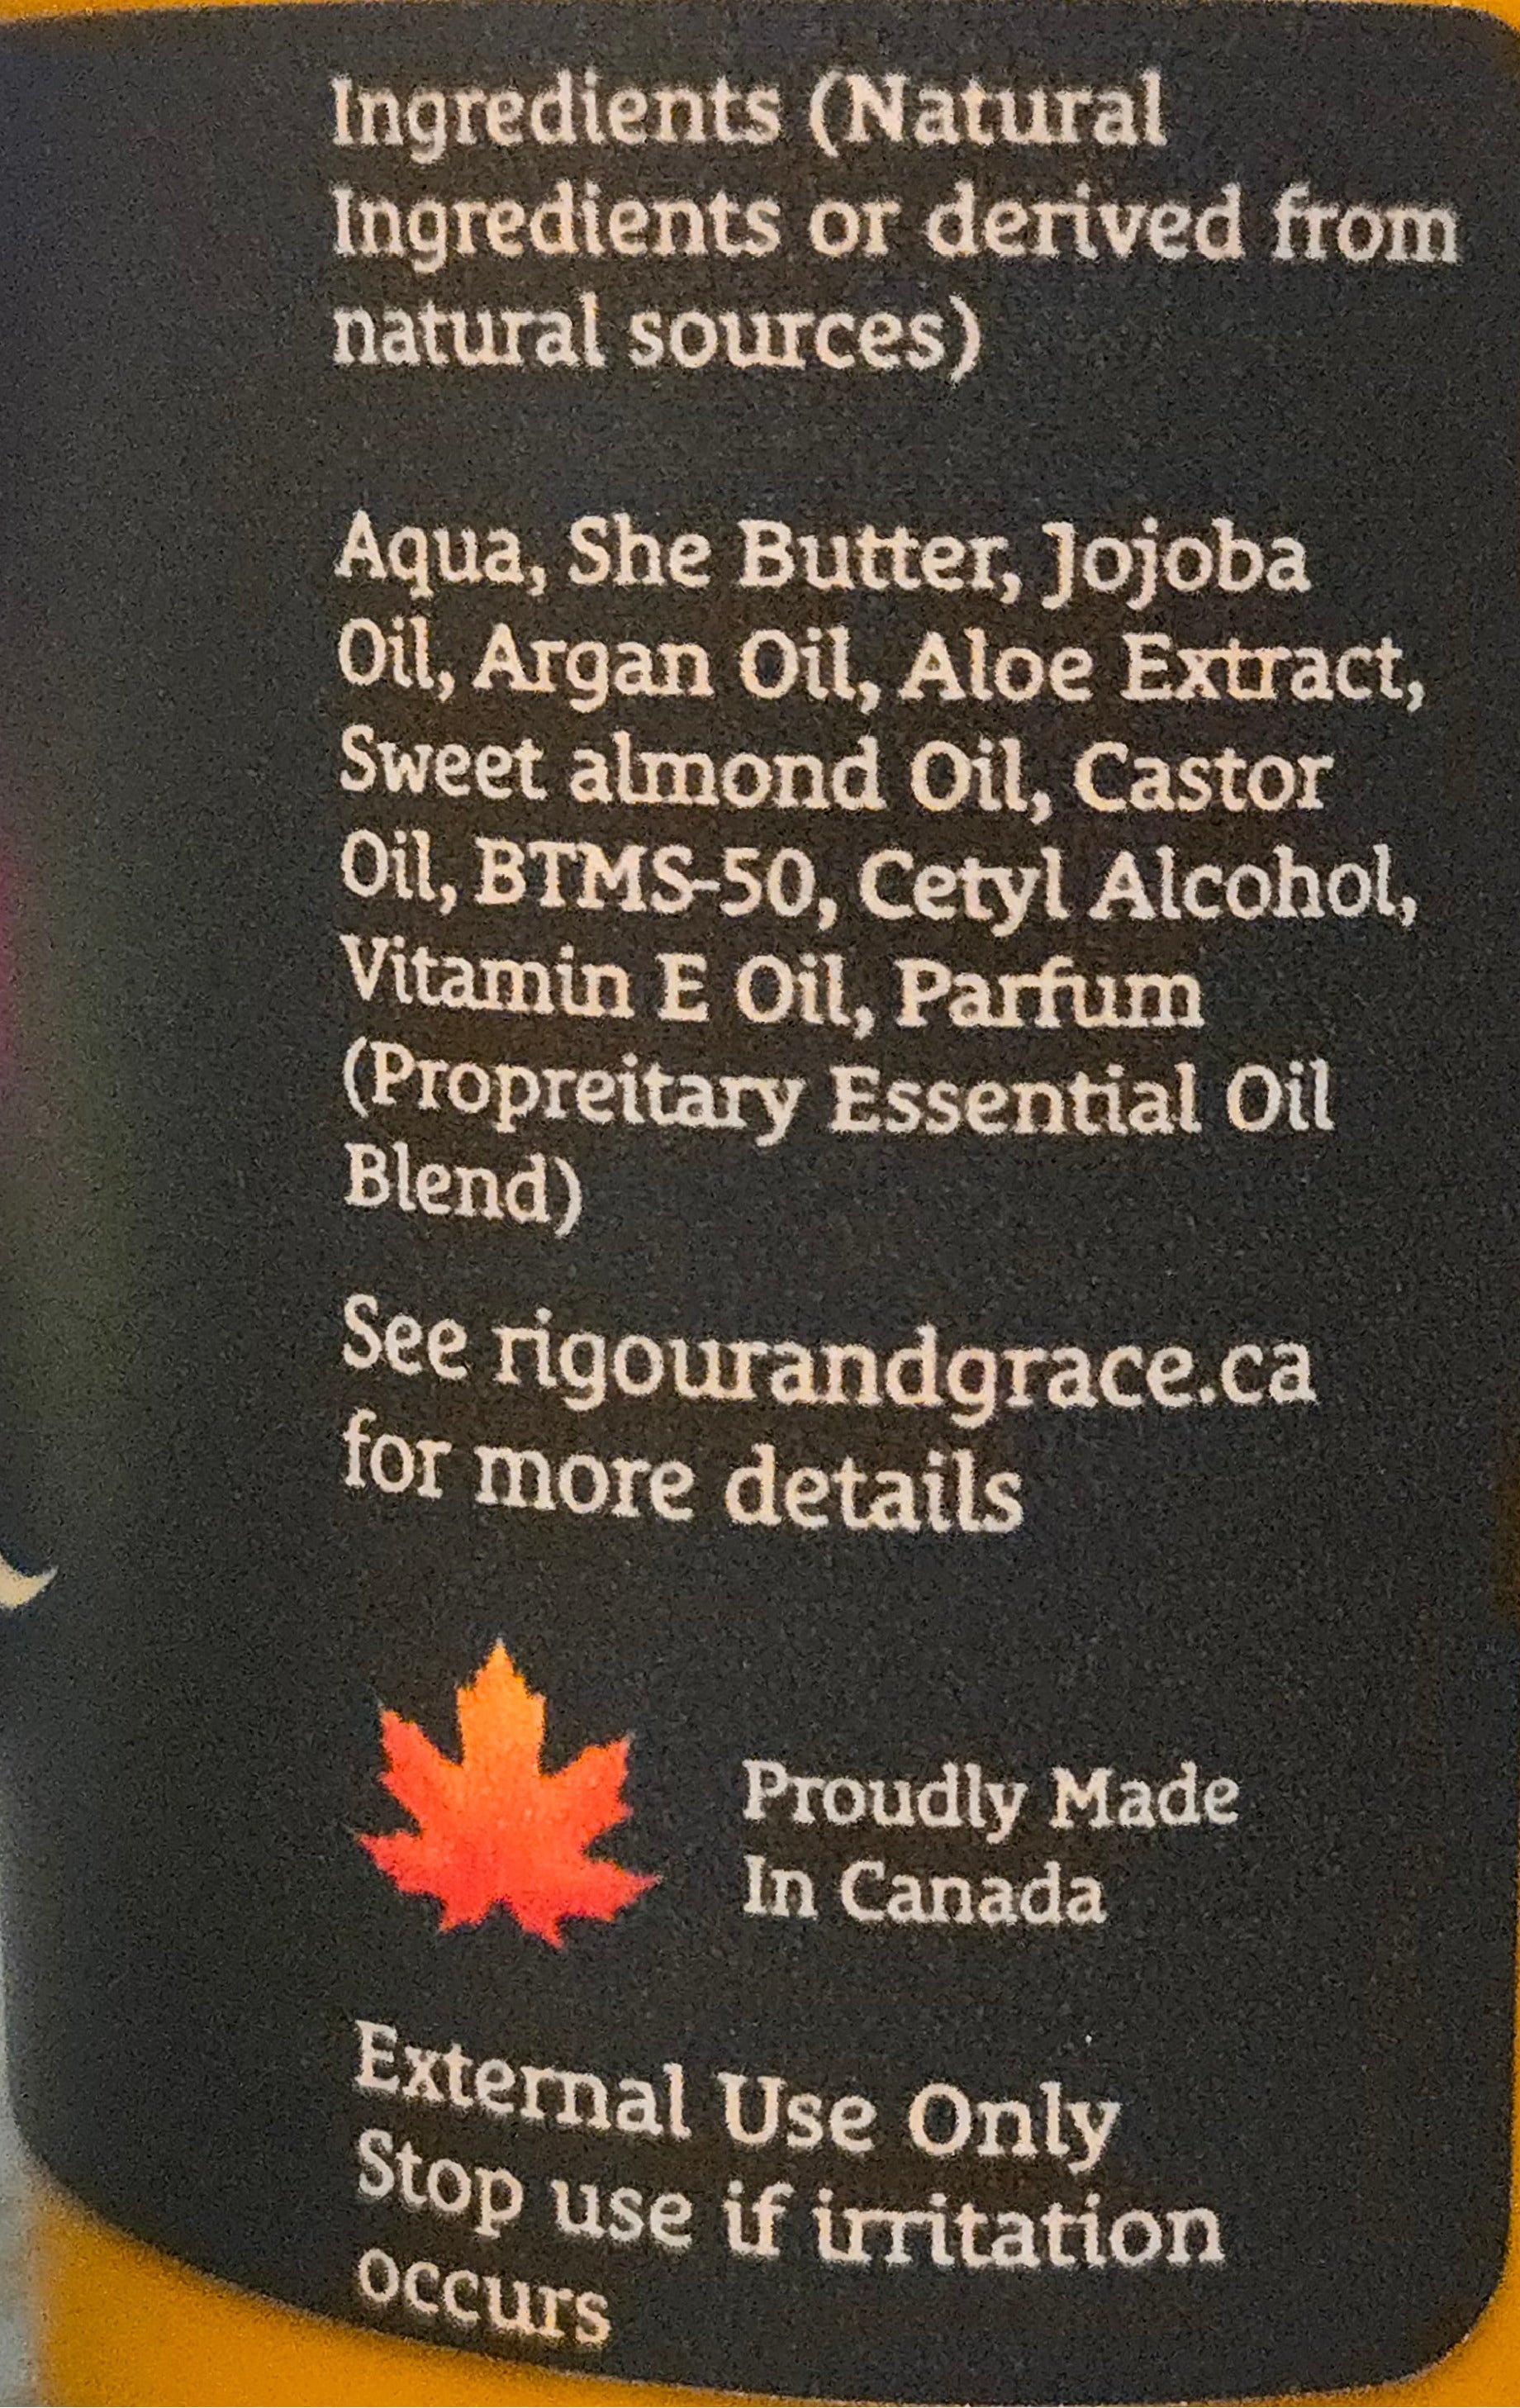 Ingredients (Natural
Ingredients or derived from
natural sources)
Aqua, She Butter, Jojoba
Oil, Argan Oil, Aloe Extract,
Sweet almond Oil, Castor
Oil, BTMS-50, Cetyl Alcohol,
Vitamin E Oil, Parfum
(Propreitary Essential Oil
Blend)
See rigourandgrace.ca
for more details
Proudly Made
In Canada
External Use Only
Stop use if irritation
occurs